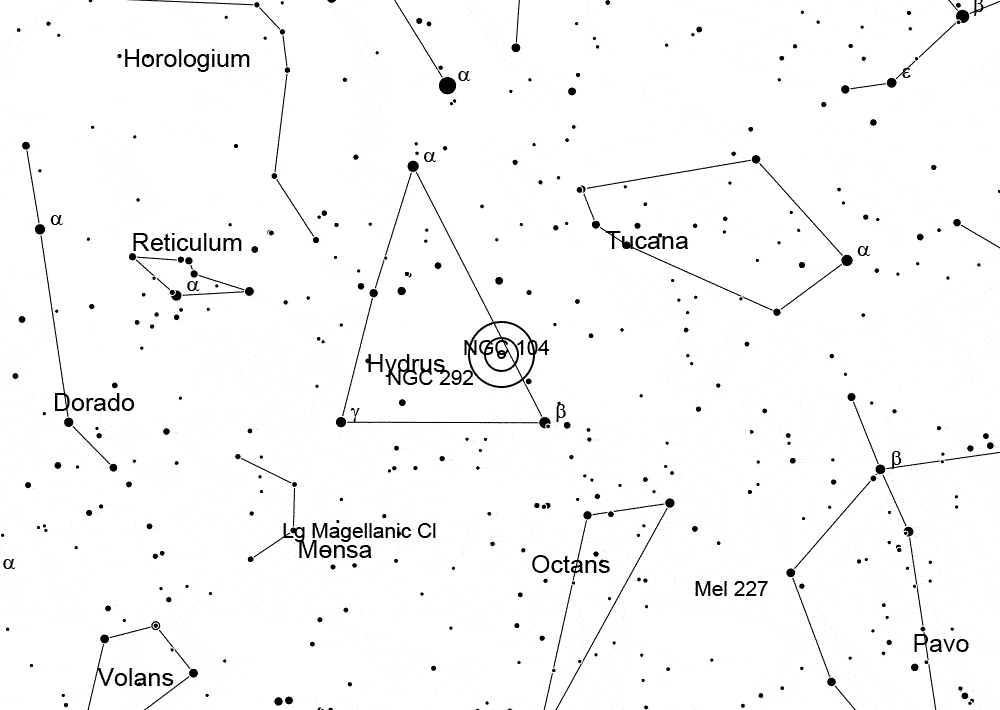 β
α
Horologium
ε
α
α
Reticulum
Tucana
α
α
NGC 104
Hydrus
NGC 292
Dorado
γ
β
β
Lg Magellanic Cl
Mensa
α
Octans
Mel 227
Pavo
Volans